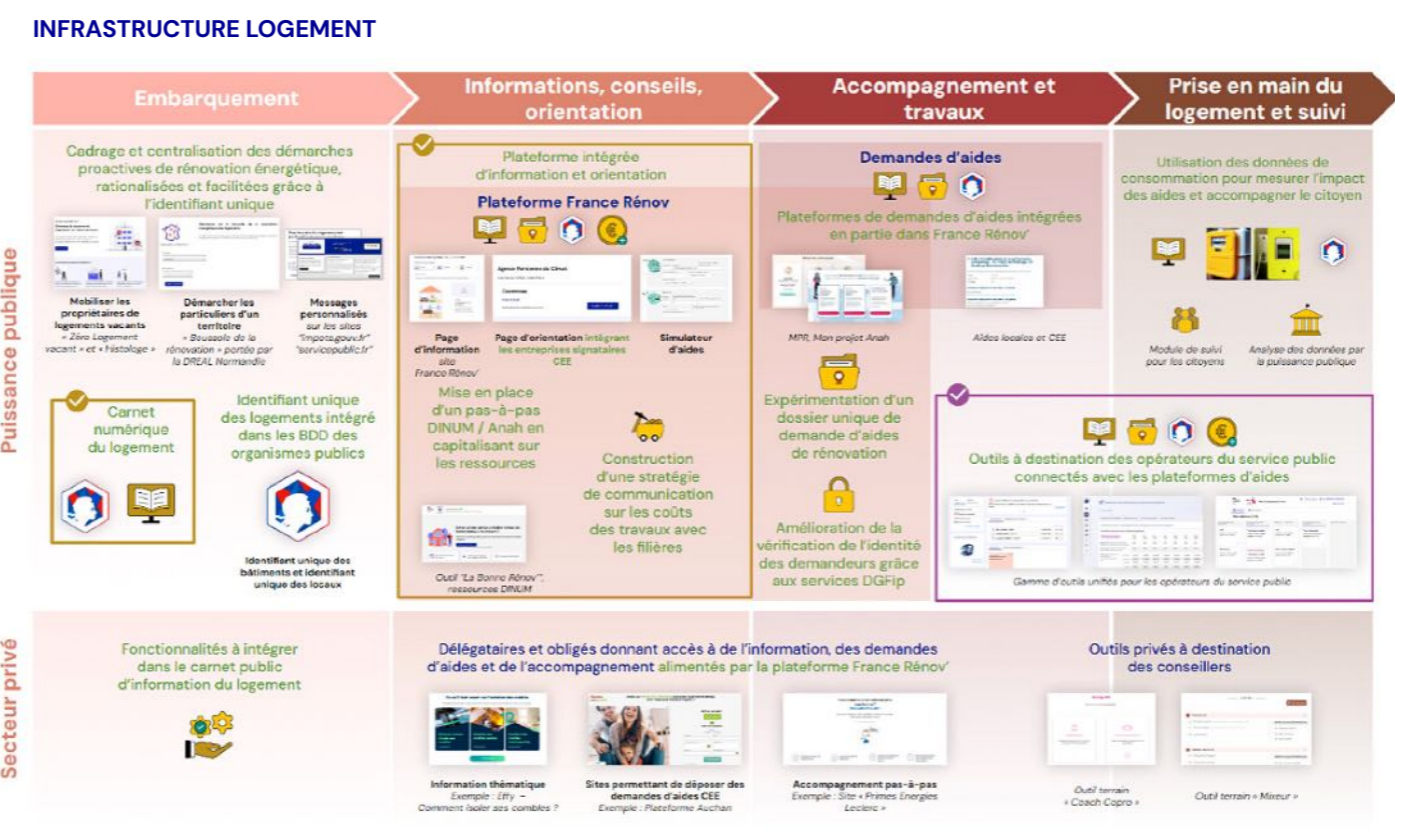 INFRASTRUCTURE LOGEMENT
Embarquement
Informations, conseils,
orientation
Accompagnement et
travaux
Prise en main du
logement et suivi
Puissance publique
Cadrage et centralisation des démarches
proactives de rénovation énergétique,
rationalisées et facilitées grâce à
l'identifiant unique
Mobiliser les
propriétaires de
logements vacants
« Zéro Logement
vacant » et « Histologe »
Démarcher les
particuliers d'un
territoire
« Boussole de la
rénovation » portée par
la DREAL Normandie
Messages
personnalisés
sur les sites
"impots.gouv.fr"
"servicepublic.fr"
Carnet
numérique
du logement
Identifiant unique
des logements intégré
dans les BDD des
organismes publics
Identifiant unique des
bâtiments et identifiant
unique des locaux
Plateforme intégrée
d'information et orientation
Plateforme France Rénov
Page
d'information
site
France Rénov'
Page d'orientation intégrant
les entreprises signataires
CEE
Simulateur
d'aides
Mise en place
d'un pas-à-pas
DINUM / Anah en
capitalisant sur
les ressources
Outil "La Bonne Rénov'",
ressources DINUM
Construction
d'une stratégie
de communication
sur les coûts
des travaux avec
les filières
Demandes d'aides
Plateformes de demandes d'aides intégrées
en partie dans France Rénov'
MPR, Mon projet Anah
Aides locales et CEE
Expérimentation d'un
dossier unique de
demande d'aides
de rénovation
Amélioration de la
vérification de l'identité
des demandeurs grâce
aux services DGFip
Utilisation des données de
consommation pour mesurer l'impact
des aides et accompagner le citoyen
Module de suivi
pour les citoyens
Analyse des données par
la puissance publique
Outils à destination des opérateurs du service public
connectés avec les plateformes d'aides
Gamme d'outils unifiés pour les opérateurs du service public
Secteur privé
Fonctionnalités à intégrer
dans le carnet public
d'information du logement
Délégataires et obligés donnant accès à de l'information, des demandes
d'aides et de l'accompagnement alimentés par la plateforme France Rénov'
Information thématique
Exemple : Effy –
Comment isoler ses combles ?
Sites permettant de déposer des
demandes d'aides CEE
Exemple : Plateforme Auchan
Accompagnement pas-à-pas
Exemple : Site « Primes Energies
Leclerc »
Outils privés à destination
des conseillers
Outil terrain
« Coach Copro »
Outil terrain « Mixeur »